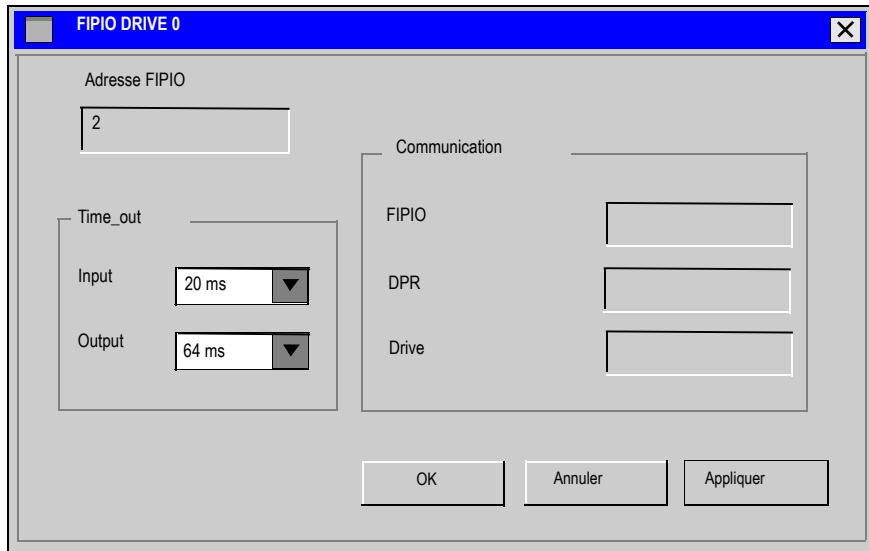 FIPIO DRIVE 0
Adresse FIPIO
2
Time_out
Input 20 ms
Output 64 ms
Communication
FIPIO
DPR
Drive
OK Annuler Appliquer